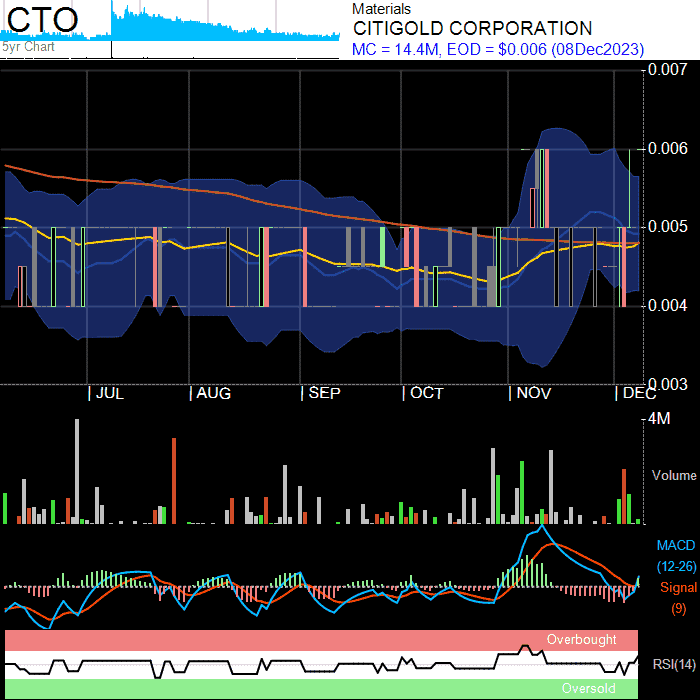 CTO
5yr Chart
Materials
CITIGOLD CORPORATION
MC = 14.4M, EOD = $0.006 (08Dec2023)
0.007
0.006
0.005
0.004
0.003
JUL AUG SEP OCT NOV DEC
4M
Volume
MACD
(12-26)
Signal
(9)
Overbought
RSI(14)
Oversold